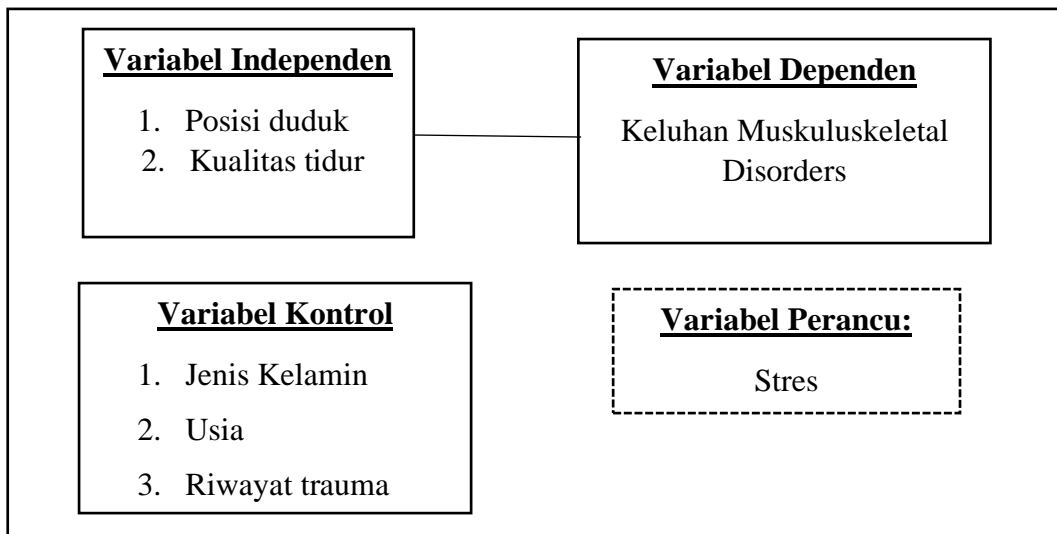 Variabel Independen
1. Posisi duduk
2. Kualitas tidur
Variabel Dependen
Keluhan Muskuluskeletal
Disorders
Variabel Kontrol
1. Jenis Kelamin
2. Usia
3. Riwayat trauma
Variabel Perancu:
Stres